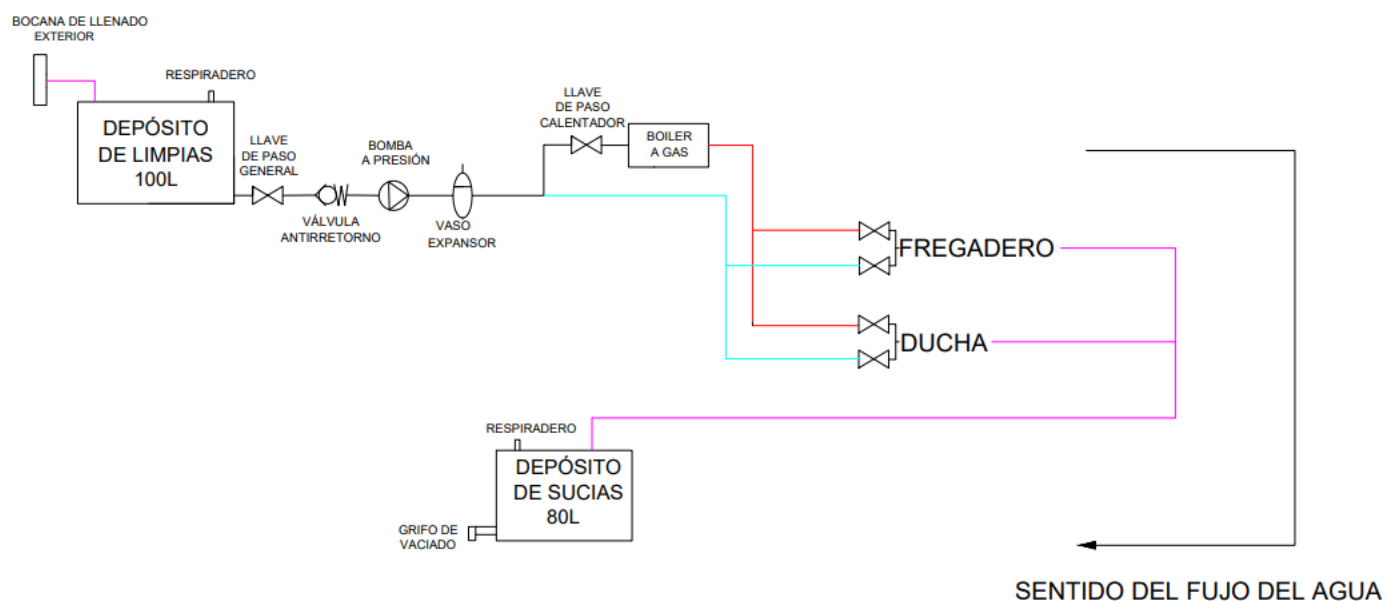 BOCANA DE LLENADO
EXTERIOR
RESPIRADERO
DEPÓSITO
DE LIMPIAS
100L
LLAVE
DE PASO
GENERAL
VÁLVULA
ANTIRRETORNO
BOMBA
A PRESIÓN
VASO
EXPANSOR
LLAVE
DE PASO
CALENTADOR
BOILER
A GAS
FREGADERO
DUCHA
RESPIRADERO
DEPÓSITO
DE SUCIAS
80L
GRIFO DE
VACIADO
SENTIDO DEL FUJO DEL AGUA